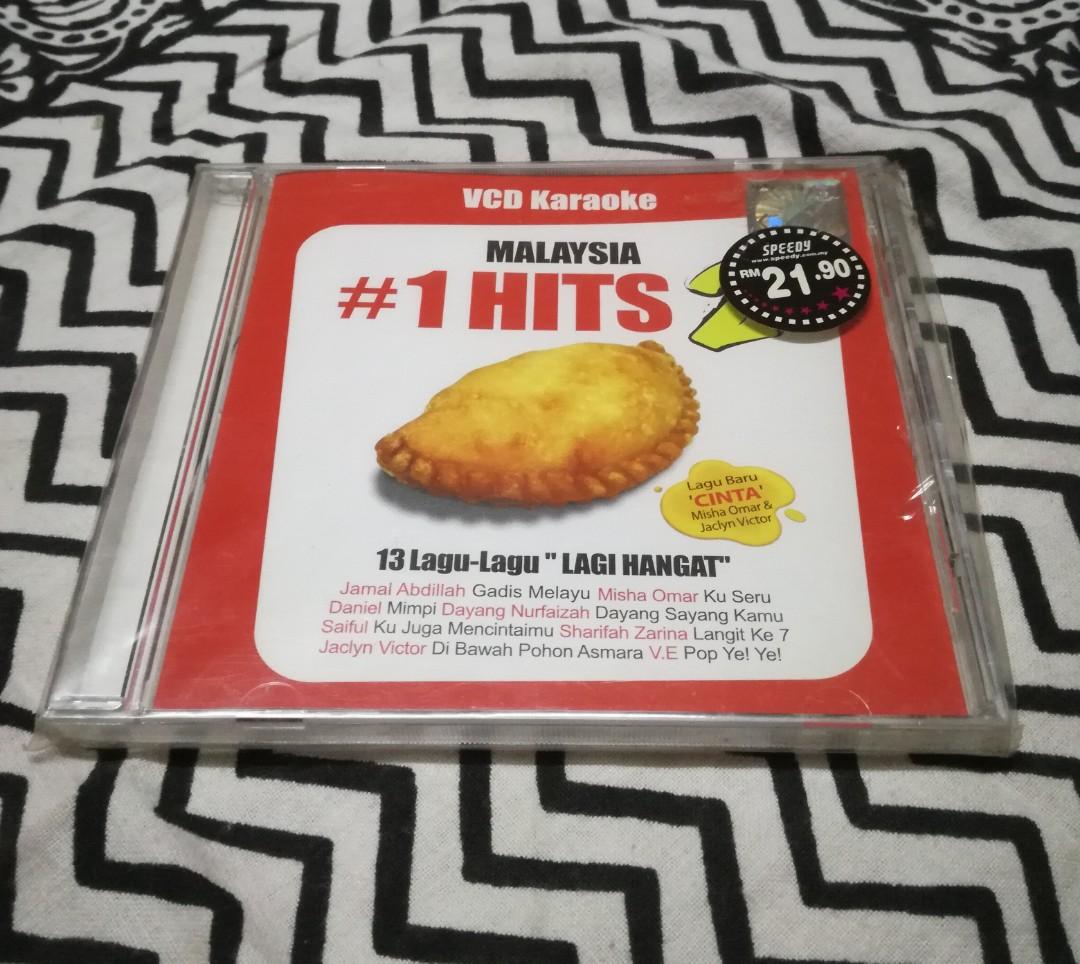 VCD Karaoke
MALAYSIA
#1 HITS
SPEEDY
www.speedy.com.my
RM 21.90
Lagu Baru
'CINTA'
Misha Omar &
Jaclyn Victor
13 Lagu-Lagu " LAGI HANGAT"
Jamal Abdillah Gadis Melayu Misha Omar Ku Seru
Daniel Mimpi Dayang Nurfaizah Dayang Sayang Kamu
Saiful Ku Juga Mencintaimu Sharifah Zarina Langit Ke 7
Jaclyn Victor Di Bawah Pohon Asmara V.E Pop Ye! Ye!